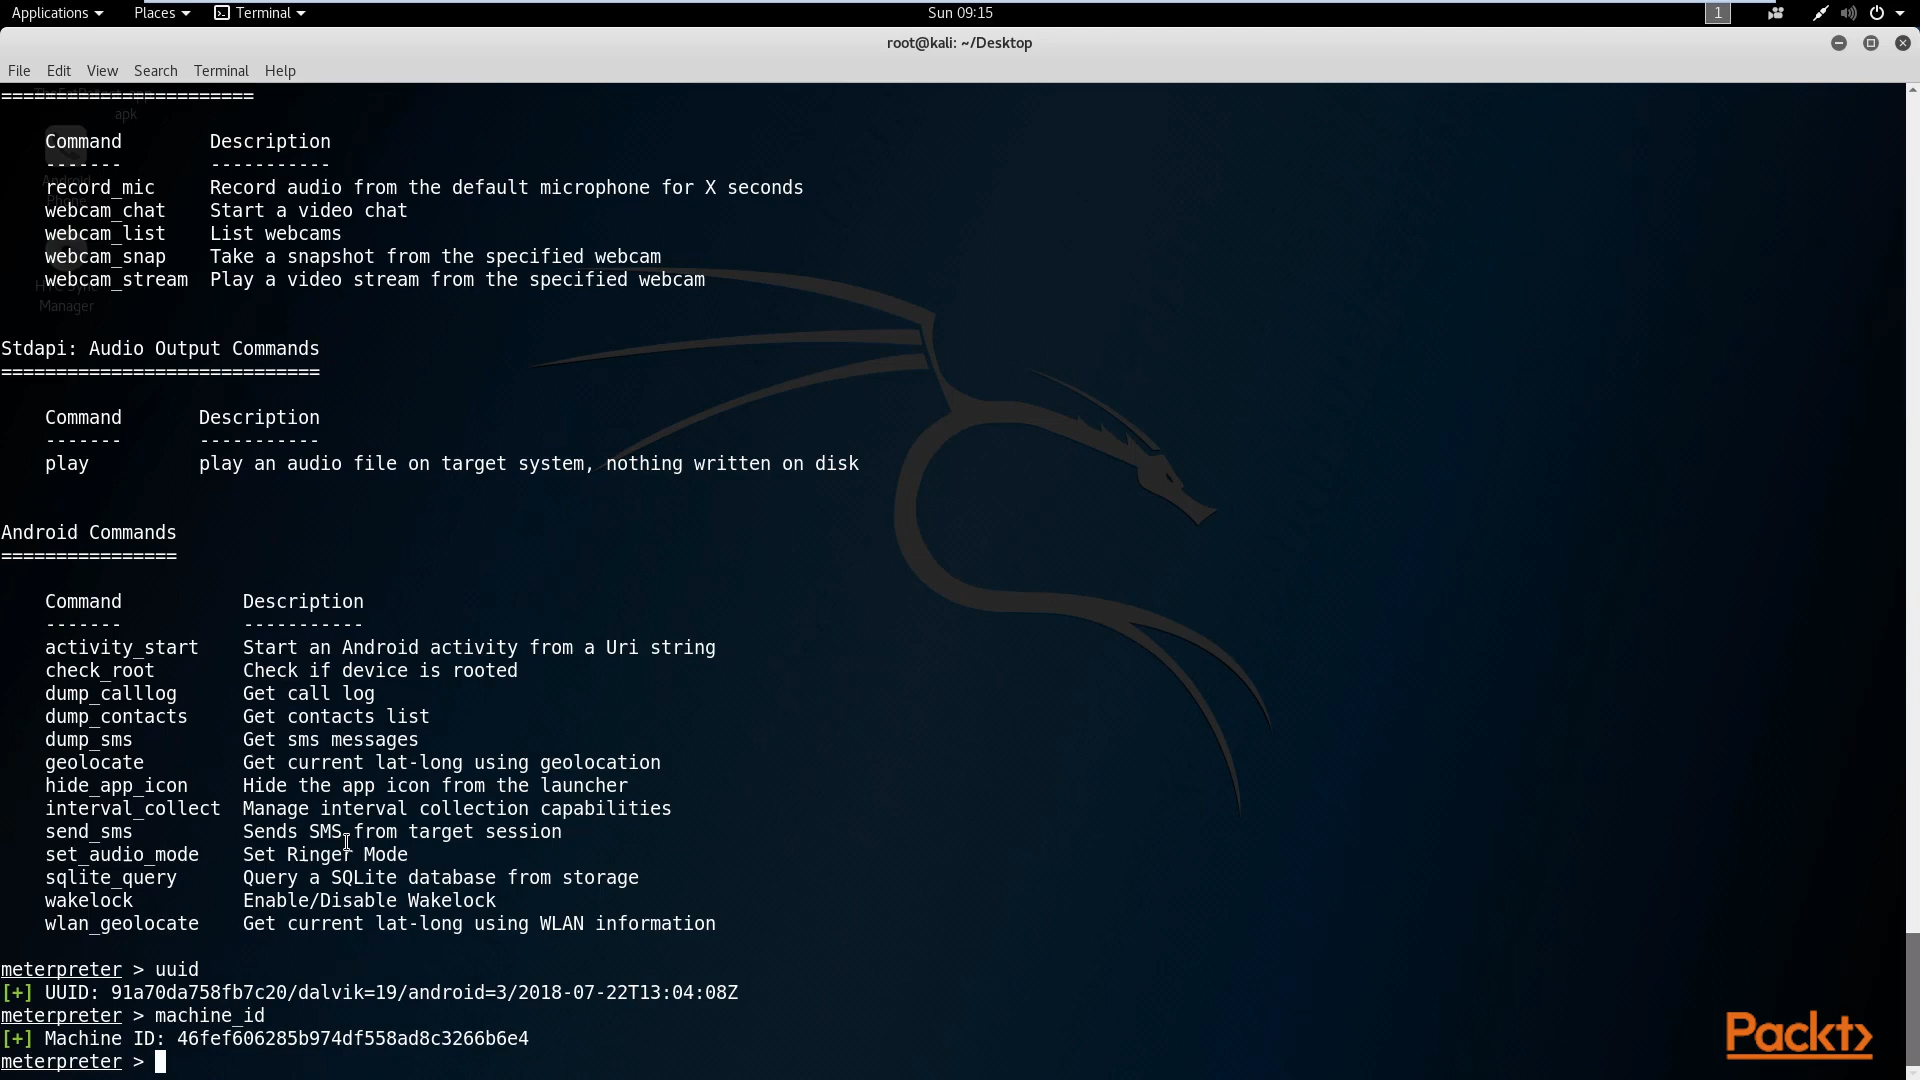 Applications Places Terminal Sun 09:15 1
root@kali: ~/Desktop
File Edit View Search Terminal Help
=======================
apk
Command Description
------- -----------
record_mic Record audio from the default microphone for X seconds
webcam_chat Start a video chat
webcam_list List webcams
webcam_snap Take a snapshot from the specified webcam
webcam_stream Play a video stream from the specified webcam
Manager
Stdapi: Audio Output Commands
=============================
Command Description
------- -----------
play play an audio file on target system, nothing written on disk
Android Commands
================
Command Description
------- -----------
activity_start Start an Android activity from a Uri string
check_root Check if device is rooted
dump_calllog Get call log
dump_contacts Get contacts list
dump_sms Get sms messages
geolocate Get current lat-long using geolocation
hide_app_icon Hide the app icon from the launcher
interval_collect Manage interval collection capabilities
send_sms Sends SMS from target session
set_audio_mode Set Ringer Mode
sqlite_query Query a SQLite database from storage
wakelock Enable/Disable Wakelock
wlan_geolocate Get current lat-long using WLAN information
meterpreter > uuid
[+] UUID: 91a70da758fb7c20/dalvik=19/android=3/2018-07-22T13:04:08Z
meterpreter > machine_id
[+] Machine ID: 46fef606285b974df558ad8c3266b6e4
meterpreter >
Packt>